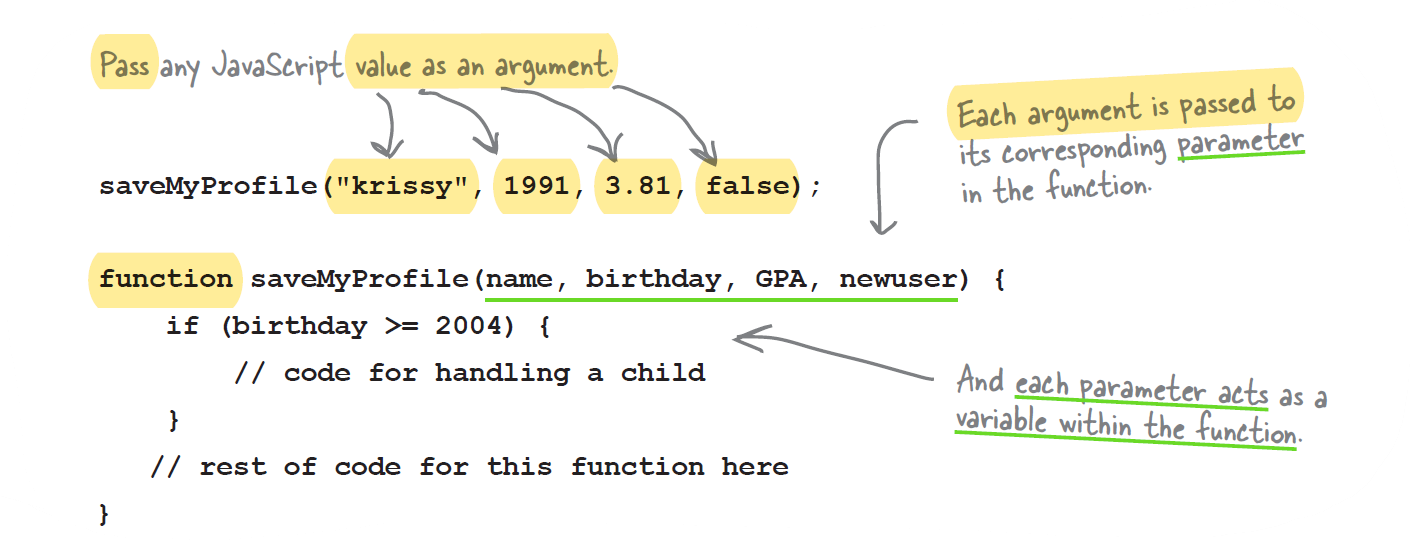 Pass any JavaScript value as an argument.
Each argument is passed to
its corresponding parameter
in the function.
saveMyProfile("krissy", 1991, 3.81, false);
function saveMyProfile(name, birthday, GPA, newuser) {
if (birthday >= 2004) {
// code for handling a child
}
And each parameter acts as a
variable within the function.
// rest of code for this function here
}